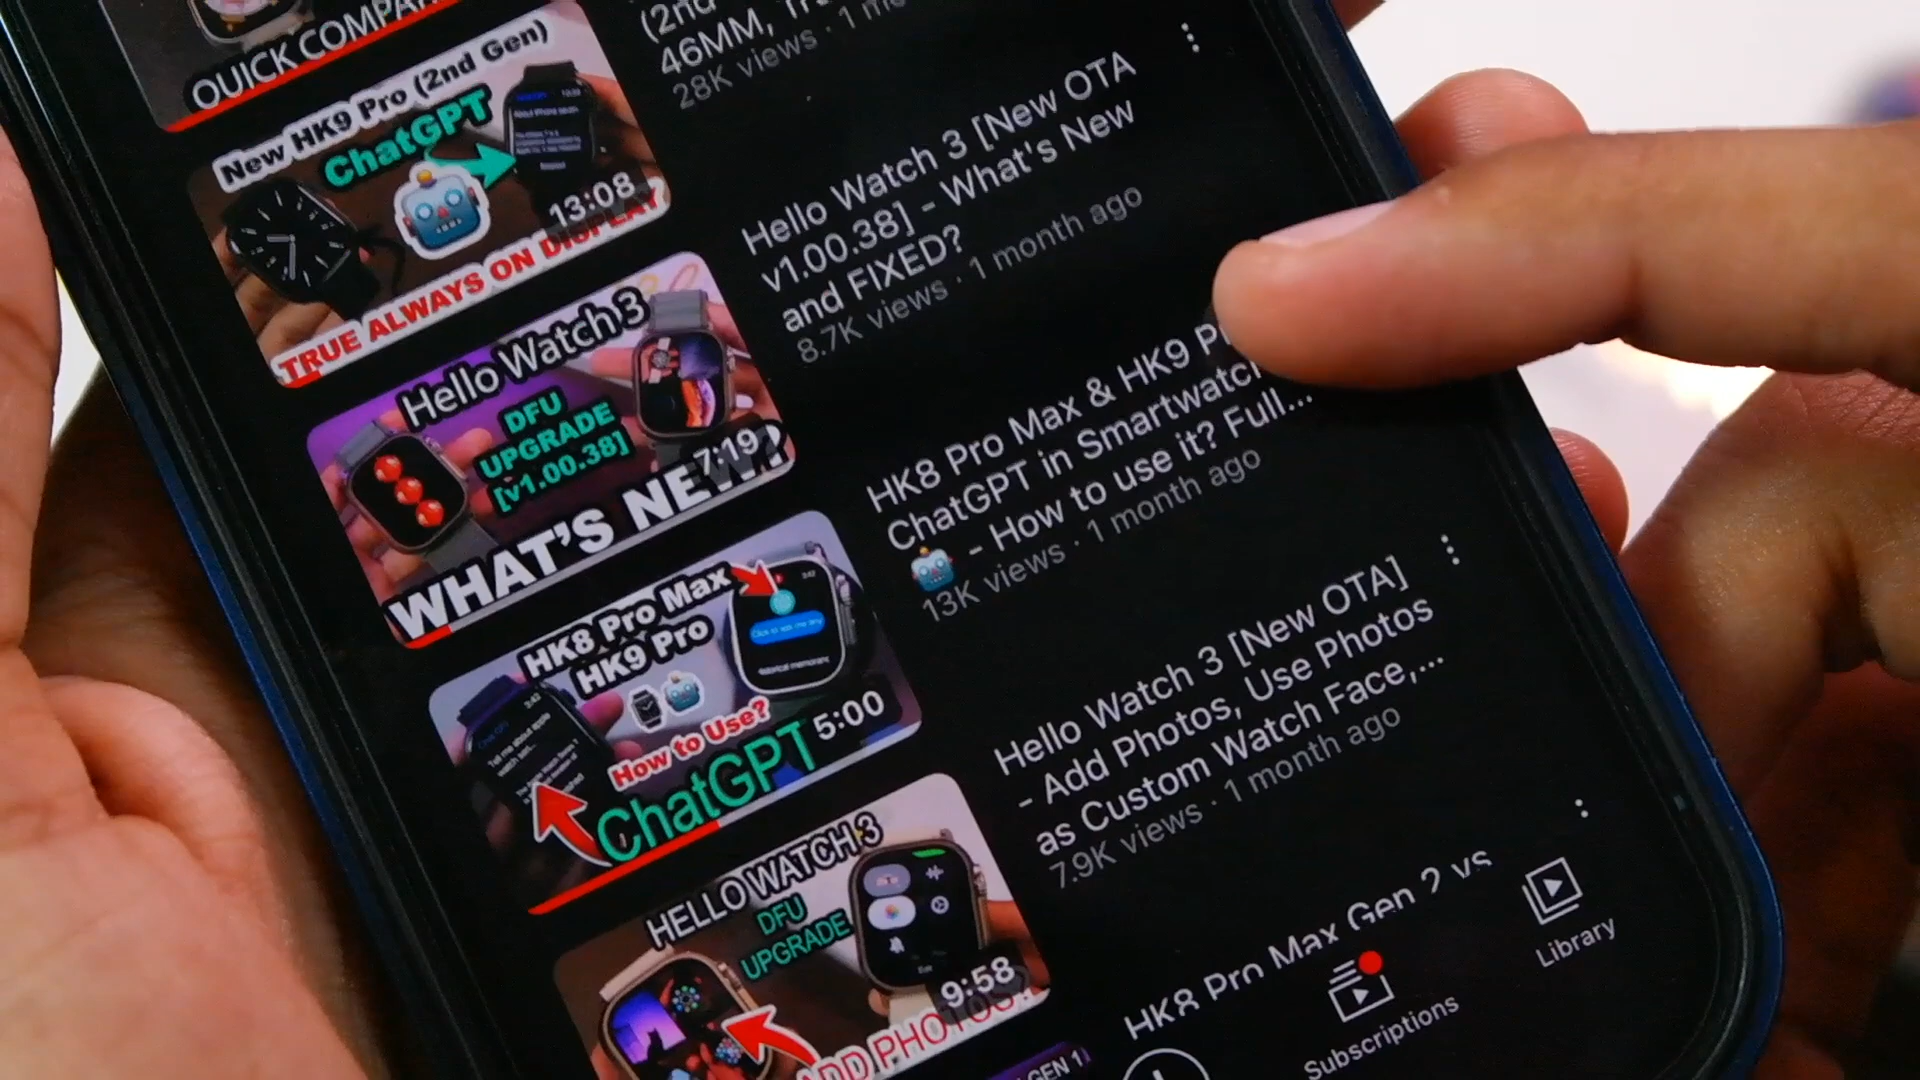 QUICK COMPA
(2nd
46MM,
28K views · 1
New HK9 Pro (2nd Gen)
ChatGPT
13:08
TRUE ALWAYS ON DISPLAY?
Hello Watch 3 [New OTA
v1.00.38] - What's New
and FIXED?
8.7K views · 1 month ago
Hello Watch 3
DFU
UPGRADE
[v1.00.38]
7:19
WHAT'S NEW?
HK8 Pro Max & HK9 P
ChatGPT in Smartwatch
🤖 - How to use it? Full...
13K views · 1 month ago
HK8 Pro Max
HK9 Pro
How to Use?
ChatGPT
5:00
Hello Watch 3 [New OTA]
- Add Photos, Use Photos
as Custom Watch Face,...
7.9K views · 1 month ago
HELLO WATCH 3
DFU
UPGRADE
9:58
ADD PHOTOS?
HK8 Pro Max Gen 2 vs
GEN 1]
Subscriptions
Library